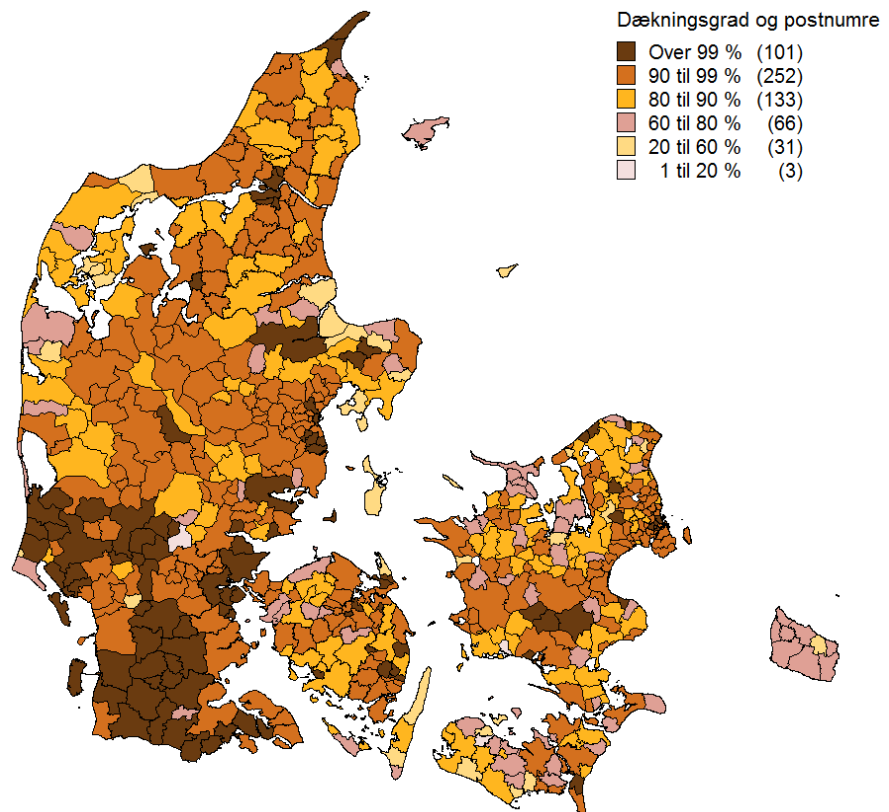 Dækningsgrad og postnumre
Over 99 % (101)
90 til 99 % (252)
80 til 90 % (133)
60 til 80 % (66)
20 til 60 % (31)
1 til 20 % (3)